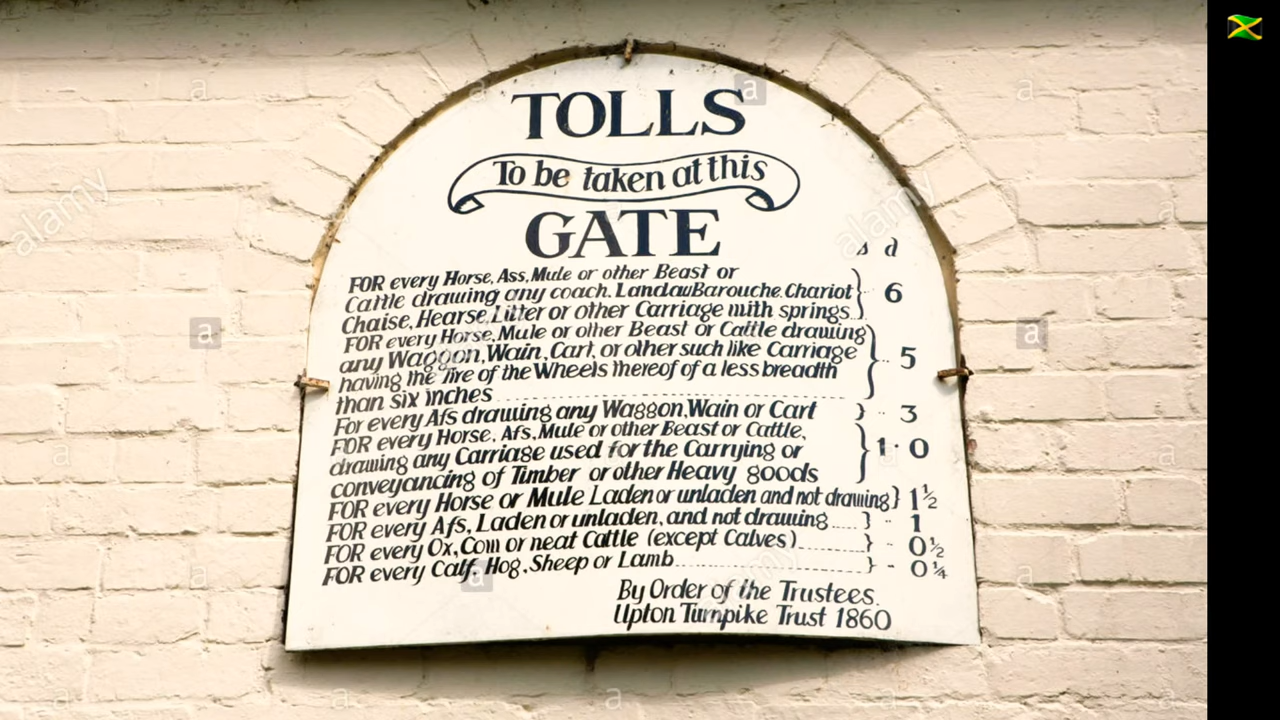 TOLLS
To be taken at this
GATE
s d
FOR every Horse, Ass, Mule or other Beast or
Cattle drawing any coach. Landau Barouche. Chariot } .. 6
Chaise, Hearse, Litter or other Carriage with springs..
FOR every Horse, Mule or other Beast or Cattle drawing
any Waggon, Wain, Cart, or other such like Carriage } .. 5
having the Tire of the Wheels thereof of a less breadth
than six inches
For every Afs drawing any Waggon, Wain or Cart } .. 3
FOR every Horse, Afs, Mule or other Beast or Cattle,
drawing any Carriage used for the Carrying or } 1·0
conveyancing of Timber or other Heavy goods
FOR every Horse or Mule Laden or unladen and not drawing } 1½
FOR every Afs, Laden or unladen, and not drawing.....} .. 1
FOR every Ox, Cow or neat Cattle (except Calves)............} .. 0½
FOR every Calf, Hog, Sheep or Lamb............} - 0¼
By Order of the Trustees.
Upton Turnpike Trust 1860
alamy
alamy
a
a